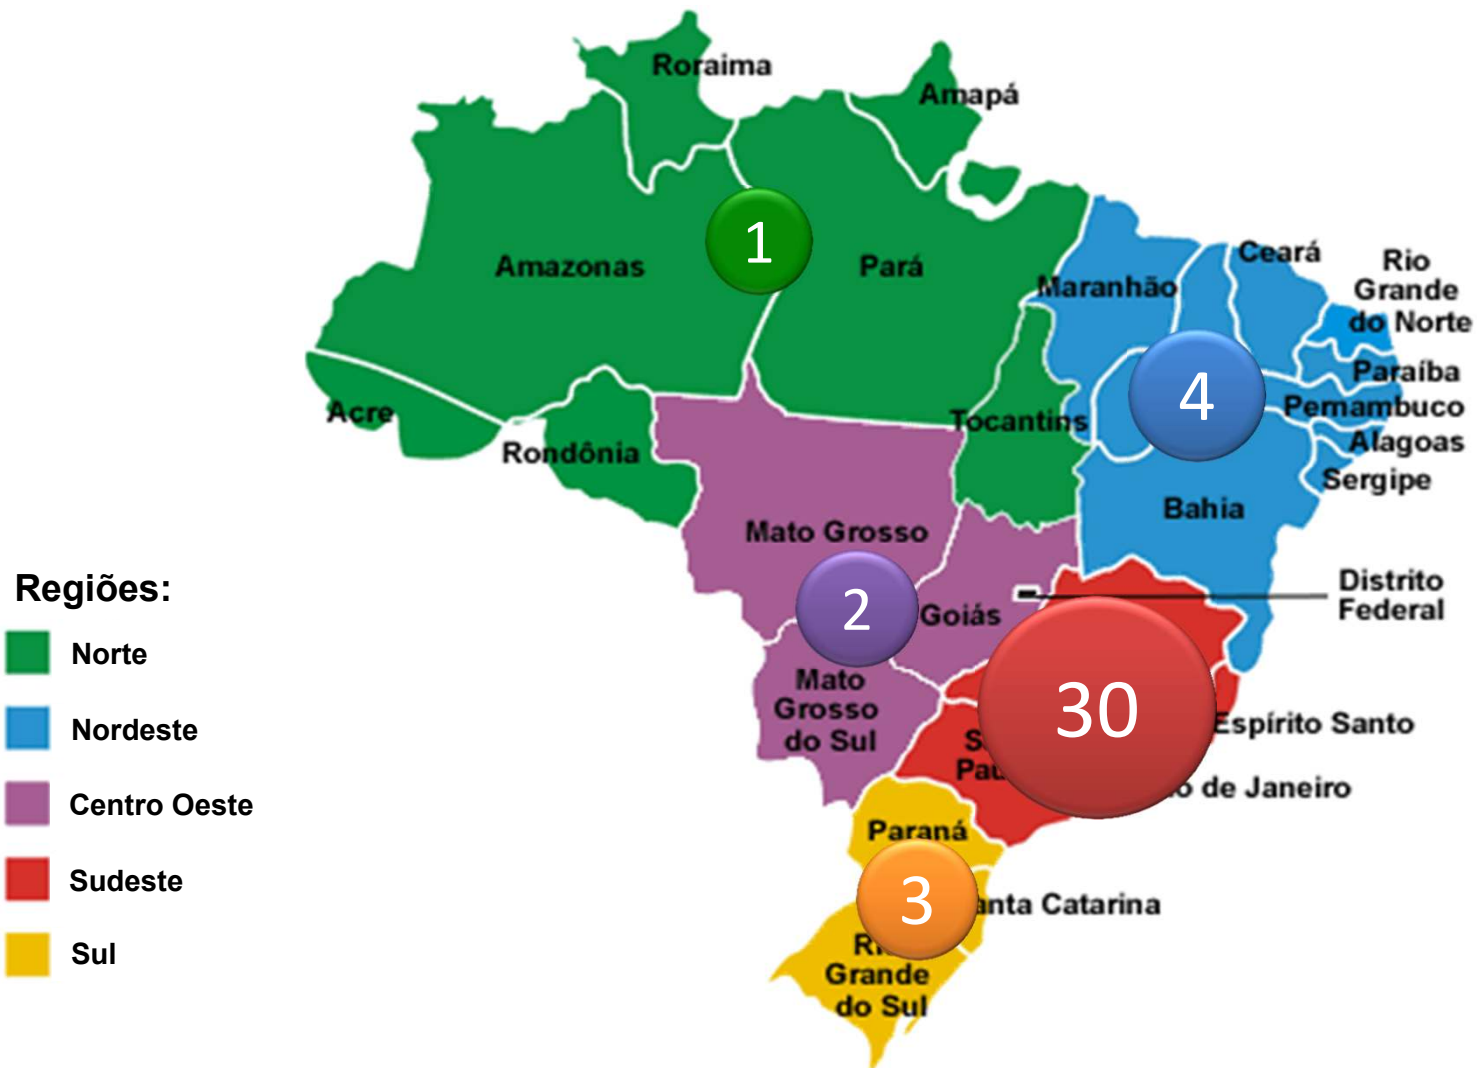 Roraima
Amapá
1
Amazonas
Pará
Ceará
Rio
Grande
do Norte
Maranhão
4
Paraíba
Pernambuco
Alagoas
Sergipe
Acre
Rondônia
Tocantins
Bahia
Mato Grosso
Distrito
Federal
2
Goiás
30
Mato
Grosso
do Sul
Espírito Santo
de Janeiro
Paraná
3
Catarina
Grande
do Sul
Regiões:
Norte
Nordeste
Centro Oeste
Sudeste
Sul